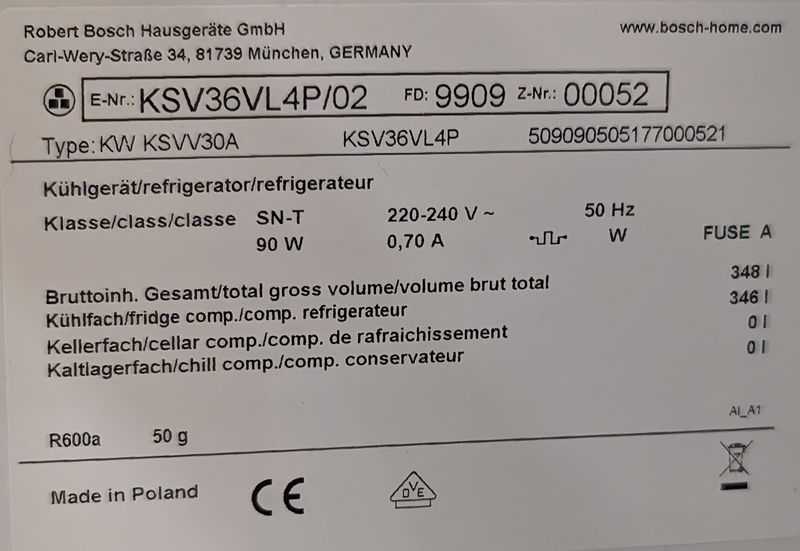 Robert Bosch Hausgeräte GmbH
www.bosch-home.com
Carl-Wery-Straße 34, 81739 München, GERMANY
E-Nr.: KSV36VL4P/02 FD: 9909 Z-Nr.: 00052
Type: KW KSVV30A KSV36VL4P 509090505177000521
Kühlgerät/refrigerator/refrigerateur
Klasse/class/classe SN-T 220-240 V ~ 50 Hz
90 W 0,70 A W FUSE A
Bruttoinh. Gesamt/total gross volume/volume brut total 348 l
Kühlfach/fridge comp./comp. refrigerateur 346 l
Kellerfach/cellar comp./comp. de rafraichissement 0 l
Kaltlagerfach/chill comp./comp. conservateur 0 l
AI_A1
R600a 50 g
Made in Poland CE DVE